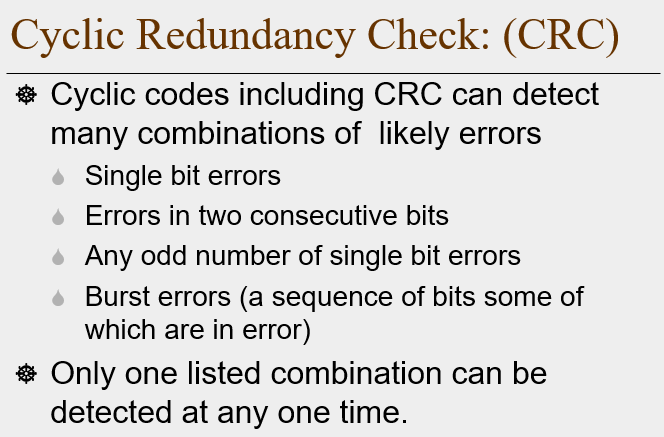 Cyclic Redundancy Check: (CRC)
Cyclic codes including CRC can detect
many combinations of likely errors
Single bit errors
Errors in two consecutive bits
Any odd number of single bit errors
Burst errors (a sequence of bits some of
which are in error)
Only one listed combination can be
detected at any one time.